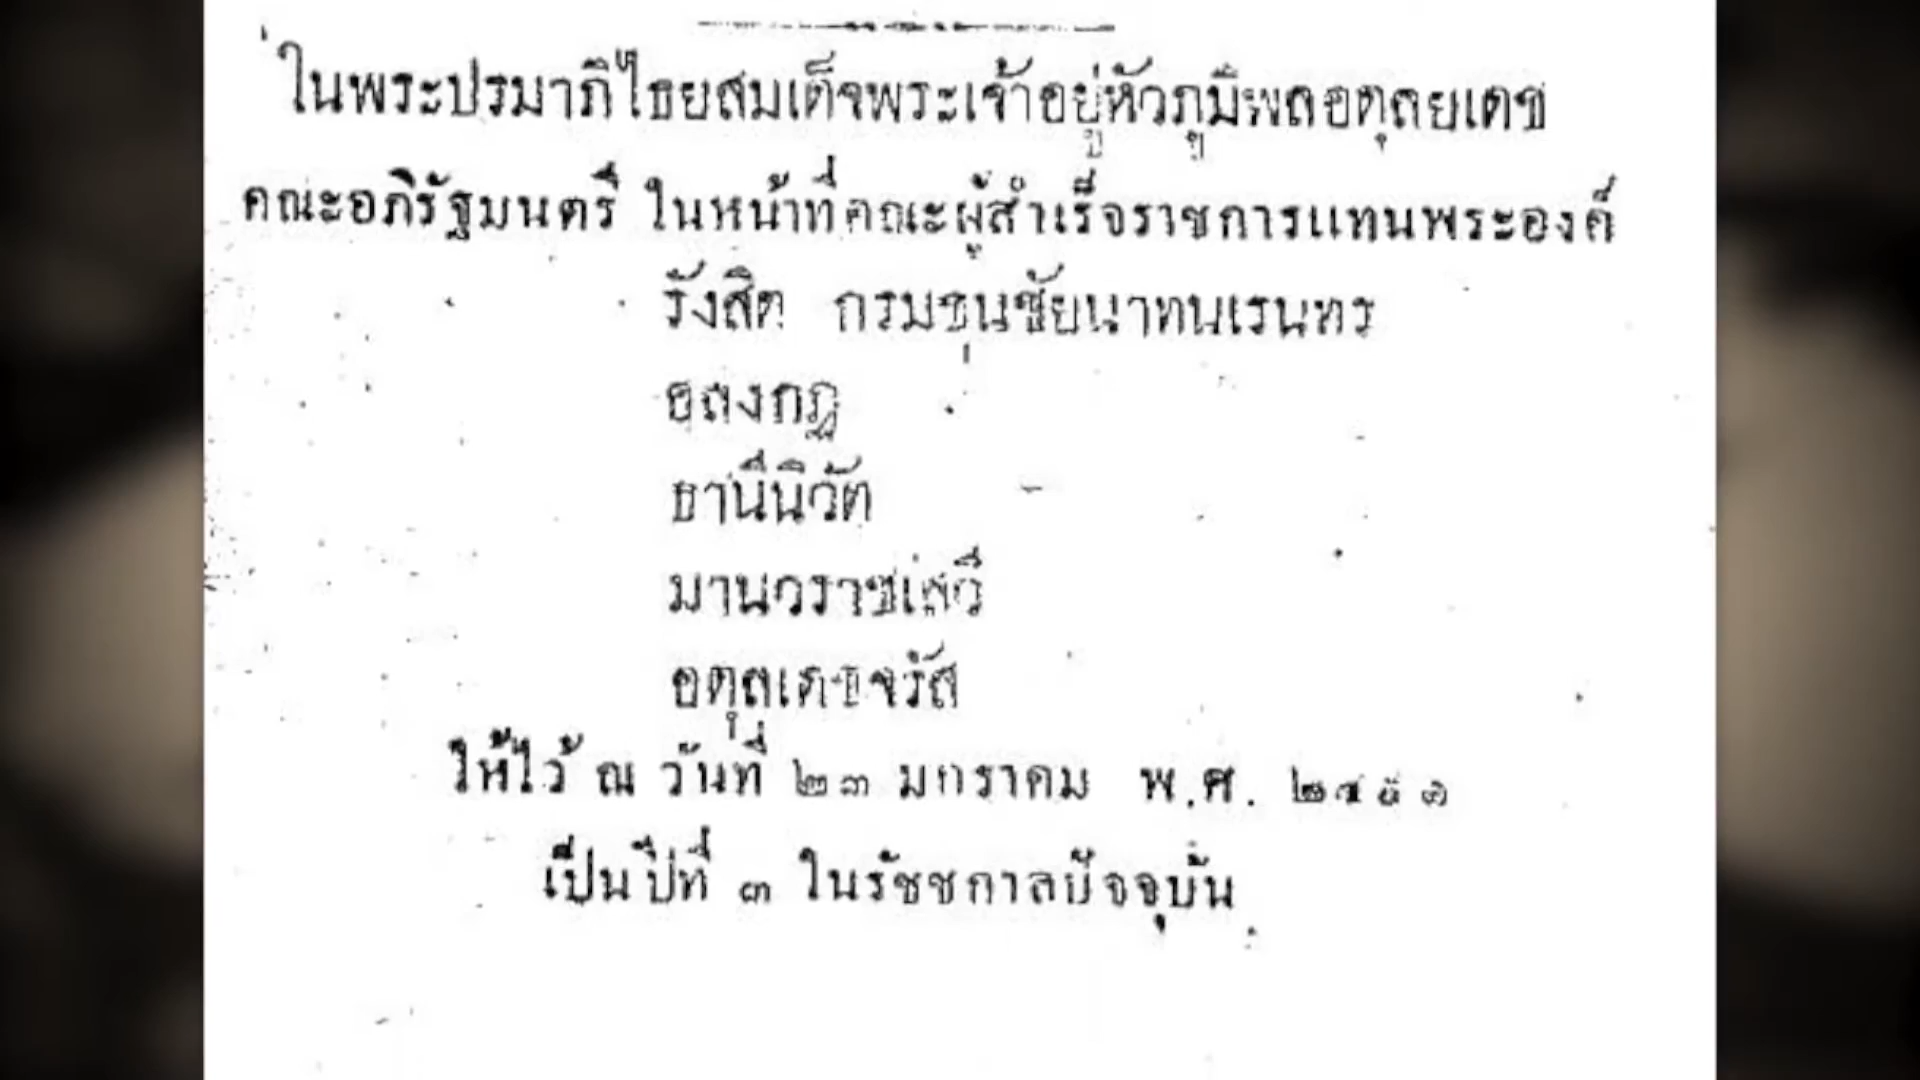 ในพระปรมาภิไธยสมเด็จพระเจ้าอยู่หัวภูมิพลอดุลยเดช
คณะอภิรัฐมนตรี ในหน้าที่คณะผู้สำเร็จราชการแทนพระองค์
รังสิต กรมขุนชัยนาทนเรนทร
อลงกฎ
ธานีนิวัต
มานวราชเสวี
อดุลเดชจรัส
ให้ไว้ ณ วันที่ ๒๓ มกราคม พ.ศ. ๒๔๙๑
เป็นปีที่ ๓ ในรัชชกาลปัจจุบัน